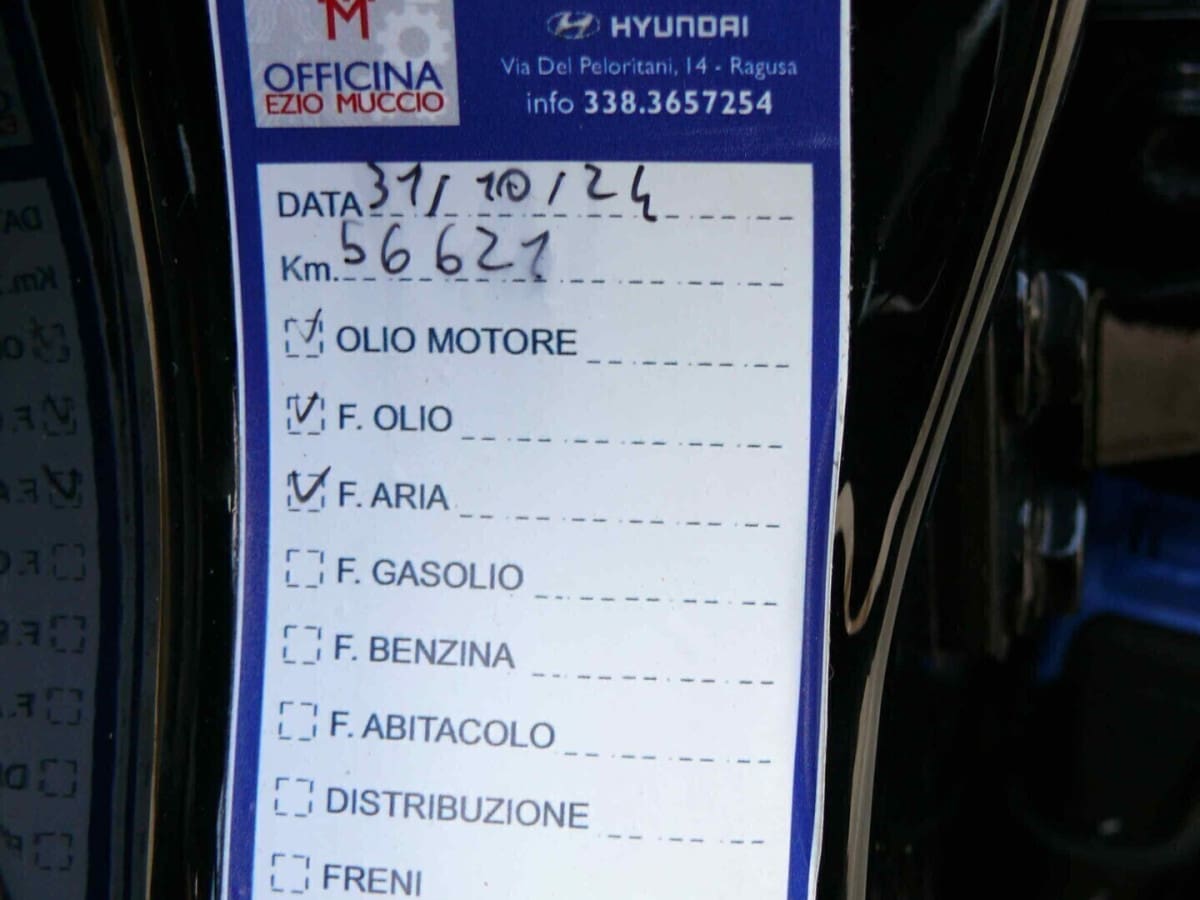 M
HYUNDAI
OFFICINA
EZIO MUCCIO
Via Dei Peloritani, 14 - Ragusa
info 338.3657254
DATA 31/10/24
Km. 56621
OLIO MOTORE
F. OLIO
F. ARIA
F. GASOLIO
F. BENZINA
F. ABITACOLO
DISTRIBUZIONE
FRENI